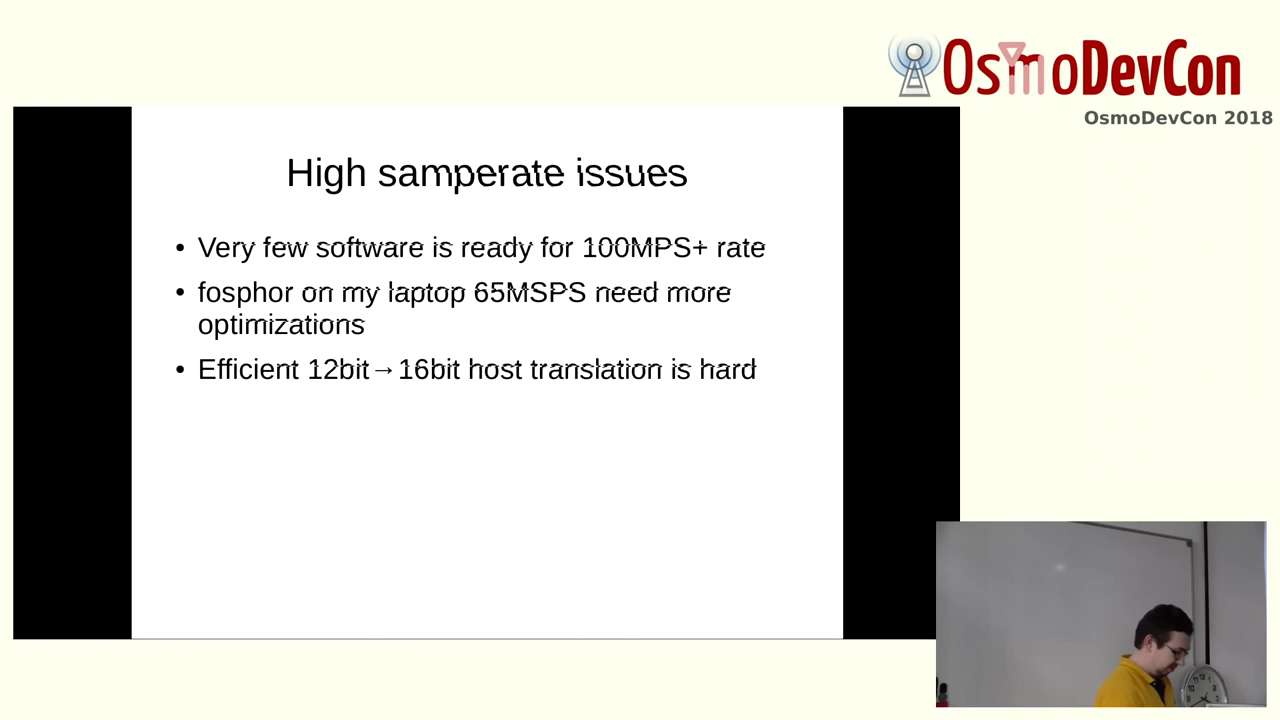 OsmoDevCon
OsmoDevCon 2018
High samperate issues
• Very few software is ready for 100MPS+ rate
• fosphor on my laptop 65MSPS need more
optimizations
• Efficient 12bit→16bit host translation is hard